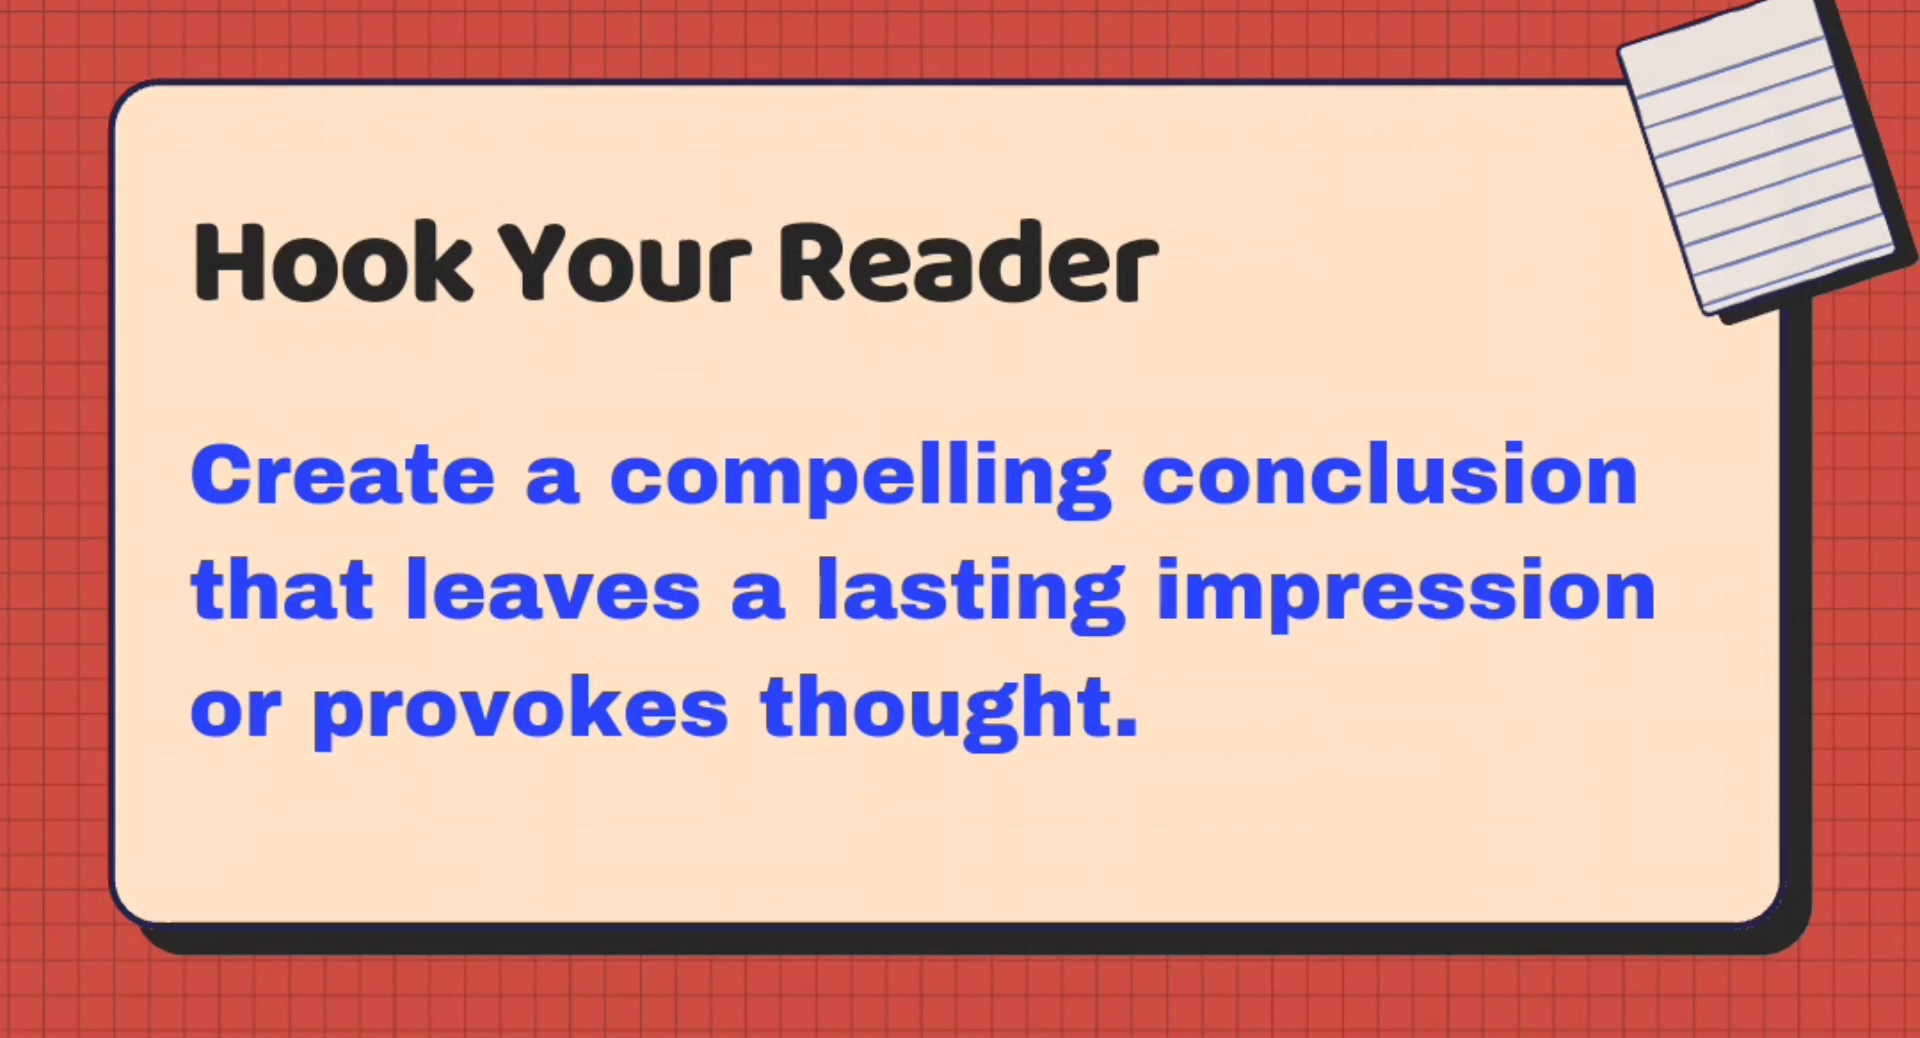 Hook Your Reader
Create a compelling conclusion
that leaves a lasting impression
or provokes thought.